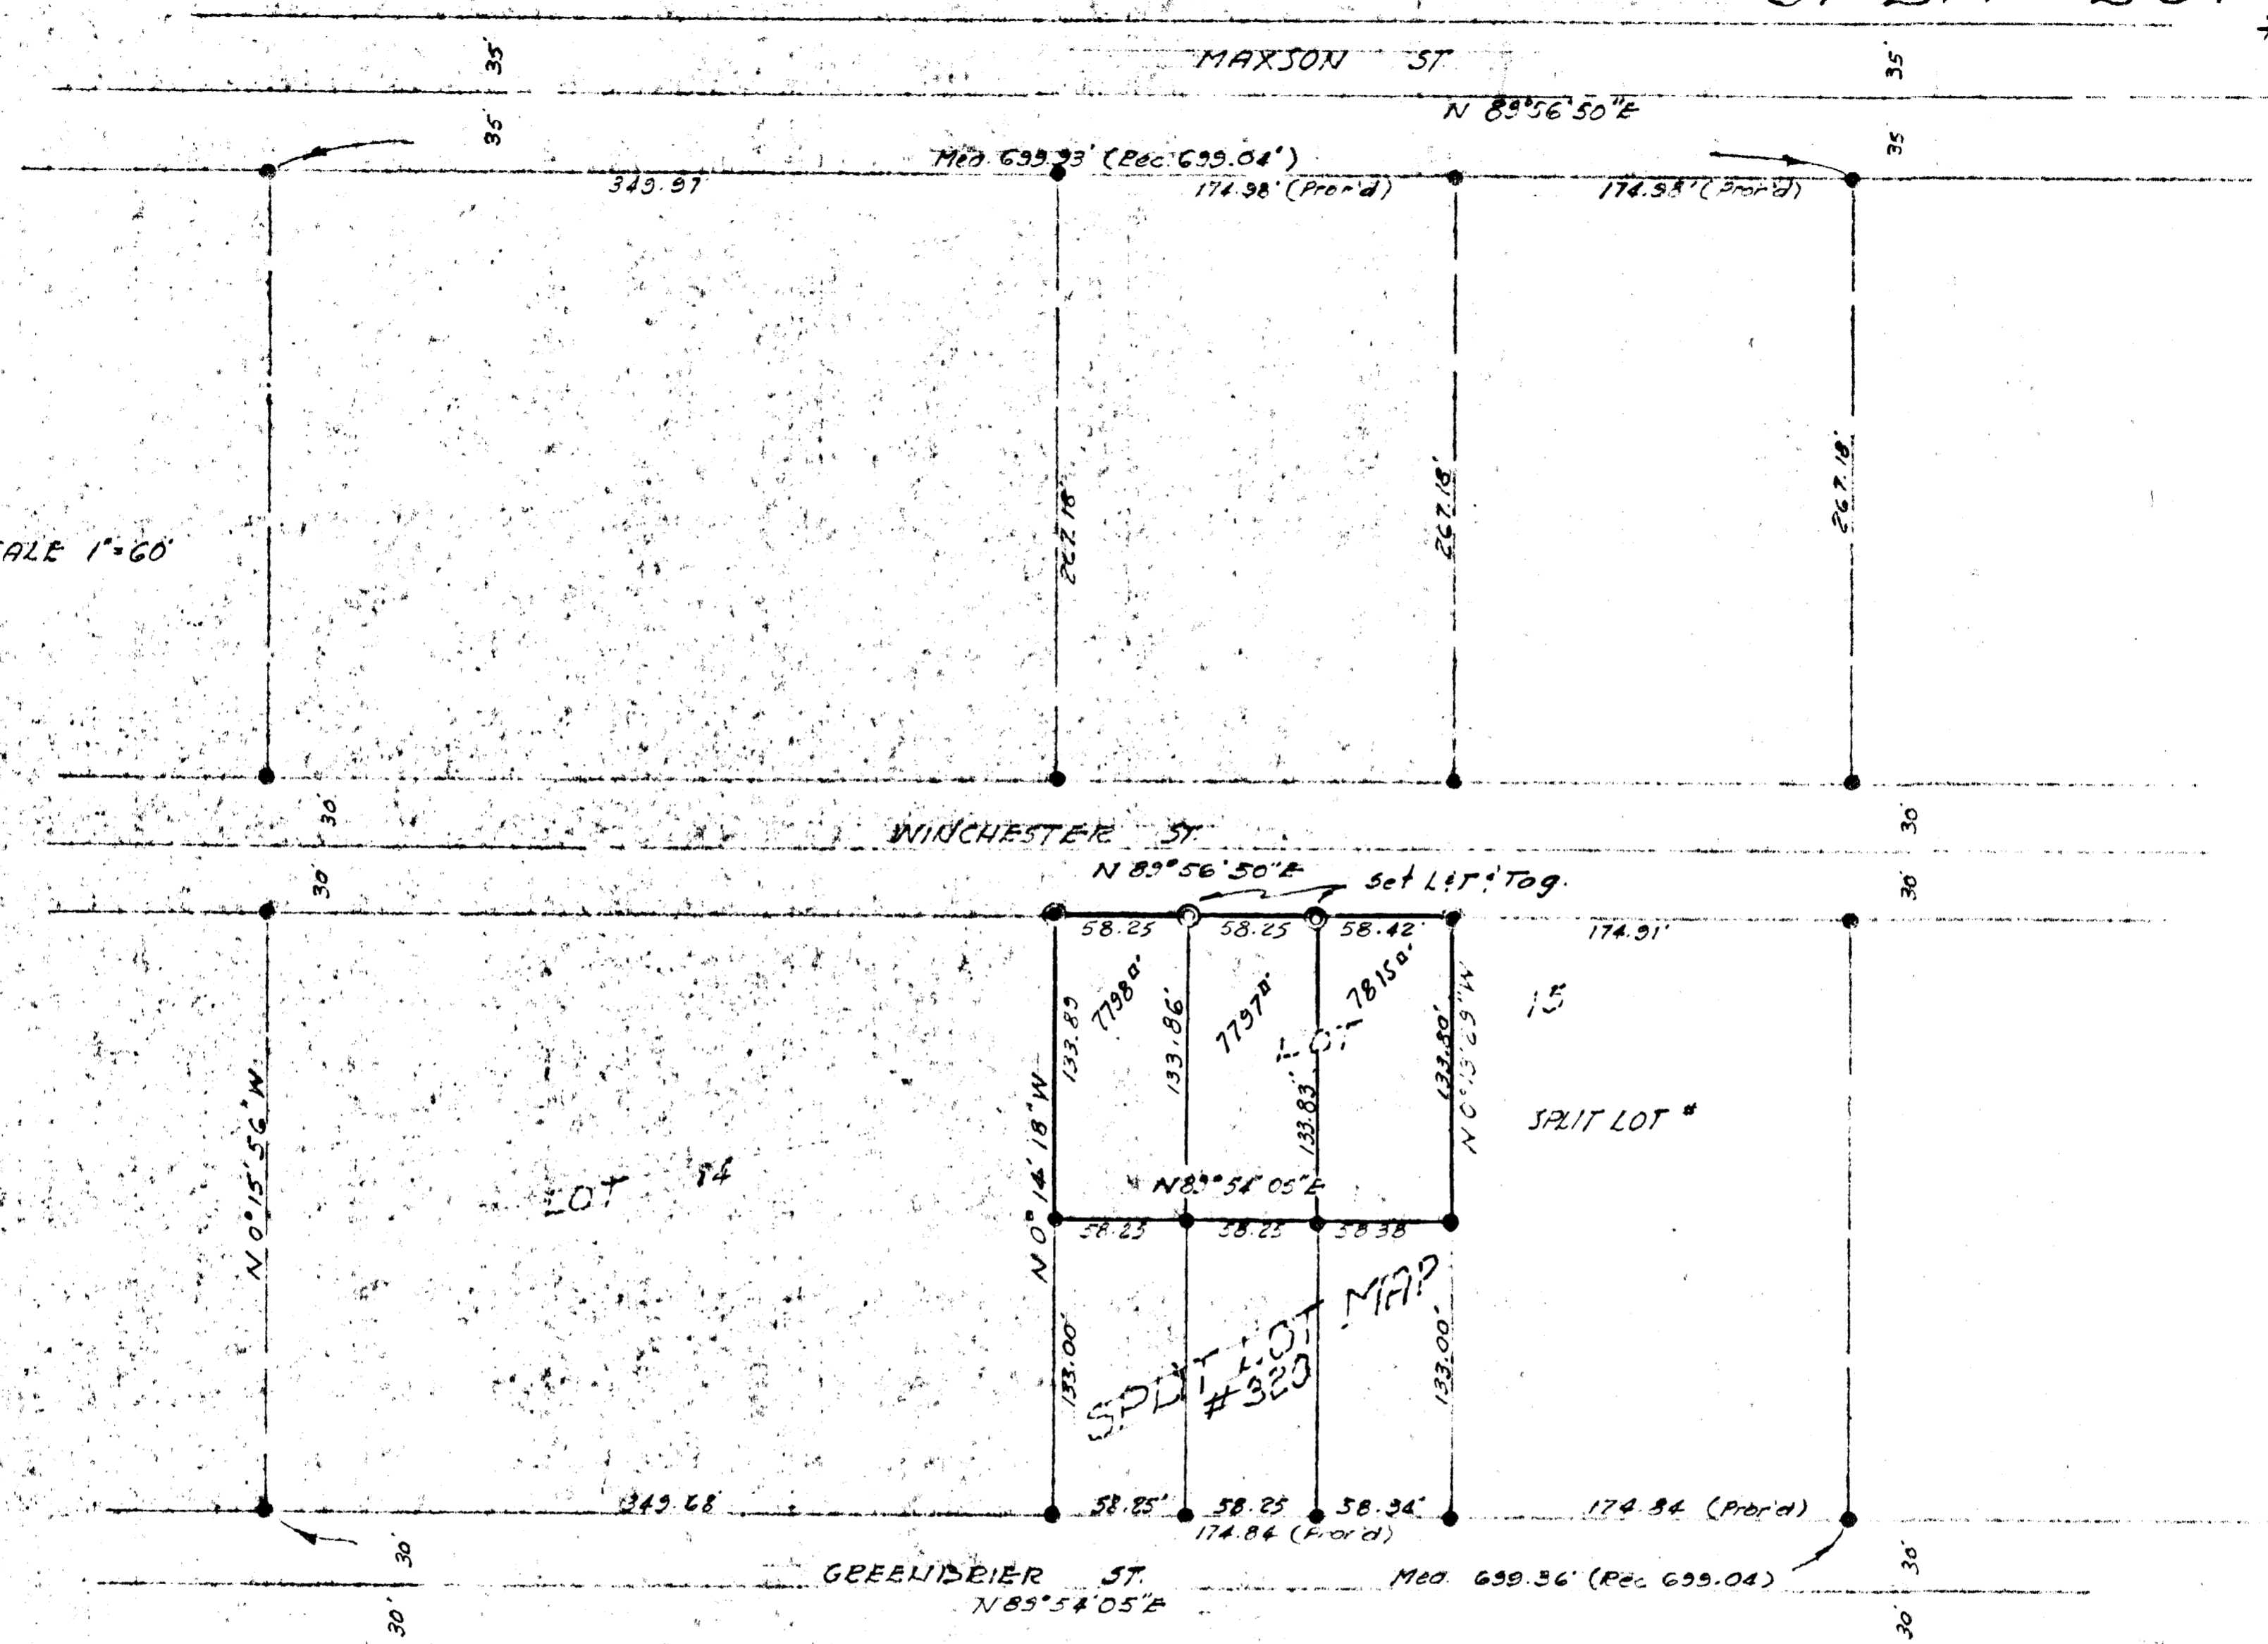 35'
MAXSON ST.
35'
N 89°56'50"E
35'
35'
Mea. 699.93' (Rec. 699.04')
349.97
174.98' (Pror'd)
174.98' (Pror'd)
267.18'
267.18'
267.18'
ALE 1"=60'
30'
WINCHESTER ST.
30'
N 89°56'50"E
Set L&T & Tag.
30'
30'
58.25
58.25
58.42'
174.91'
7798□'
7797□'
7815□'
133.89
133.86'
133.83'
133.80'
LOT
15
SPLIT LOT #
N 0°15'56"W
LOT 14
N 0°14'18"W
N 89°54'05"E
58.25
58.25
58.38
SPLIT LOT MAP
#320
133.00'
133.00'
349.68
58.25'
58.25
58.34'
174.84 (Pror'd)
174.84 (Pror'd)
30'
GREENBRIER ST.
Mea. 699.36' (Rec. 699.04)
30'
N 89°54'05"E
30'
30'